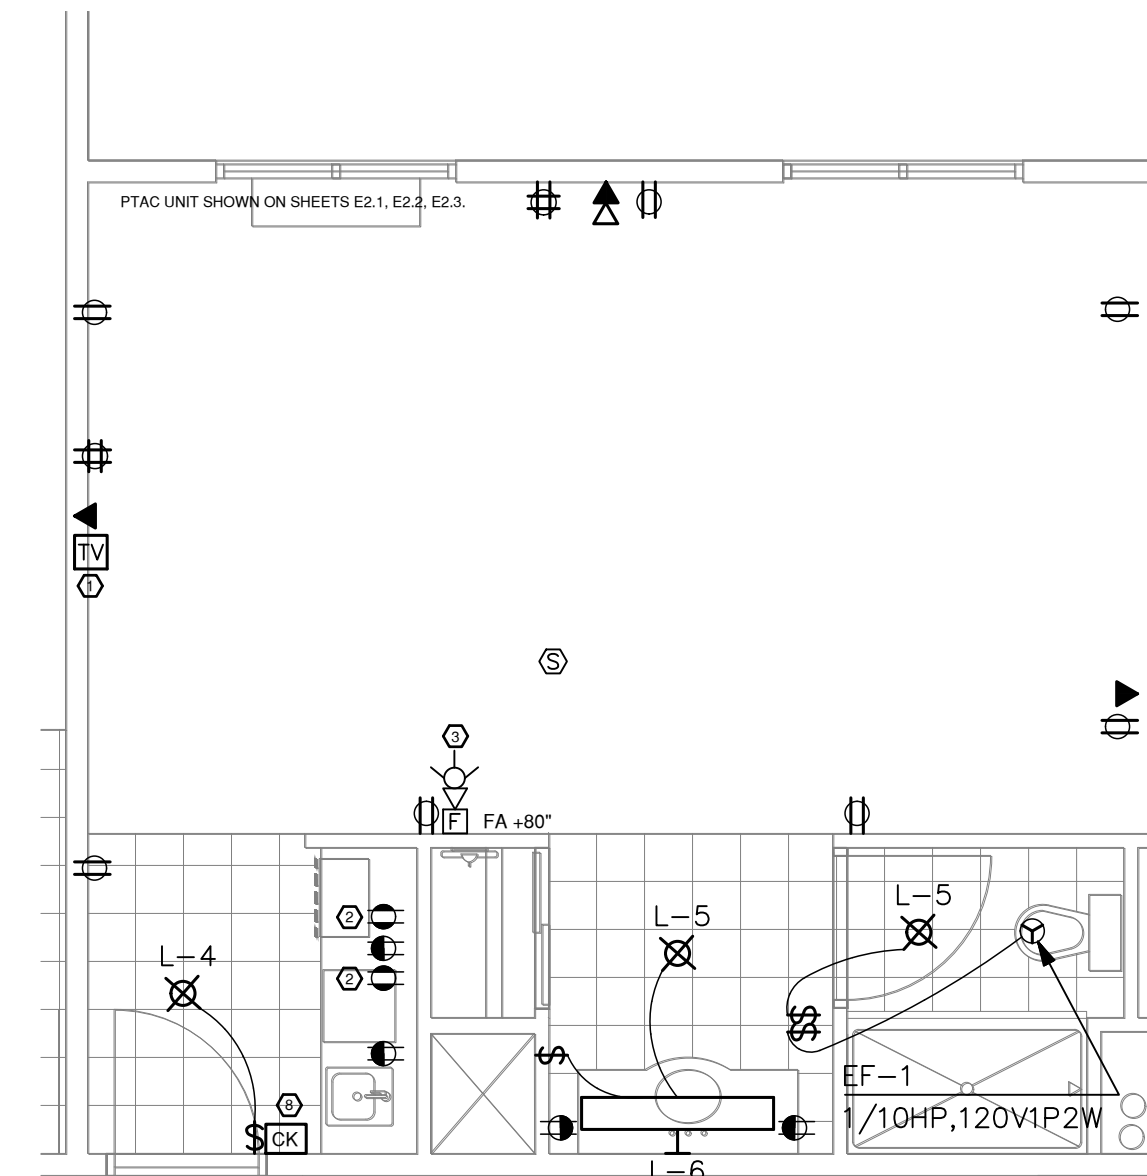 PTAC UNIT SHOWN ON SHEETS E2.1, E2.2, E2.3.
TV
1
S
3
F
FA +80"
L-5
L-5
2
L-4
2
$
$
$
EF-1
8
1/10HP,120V1P2W
$
CK
L-6